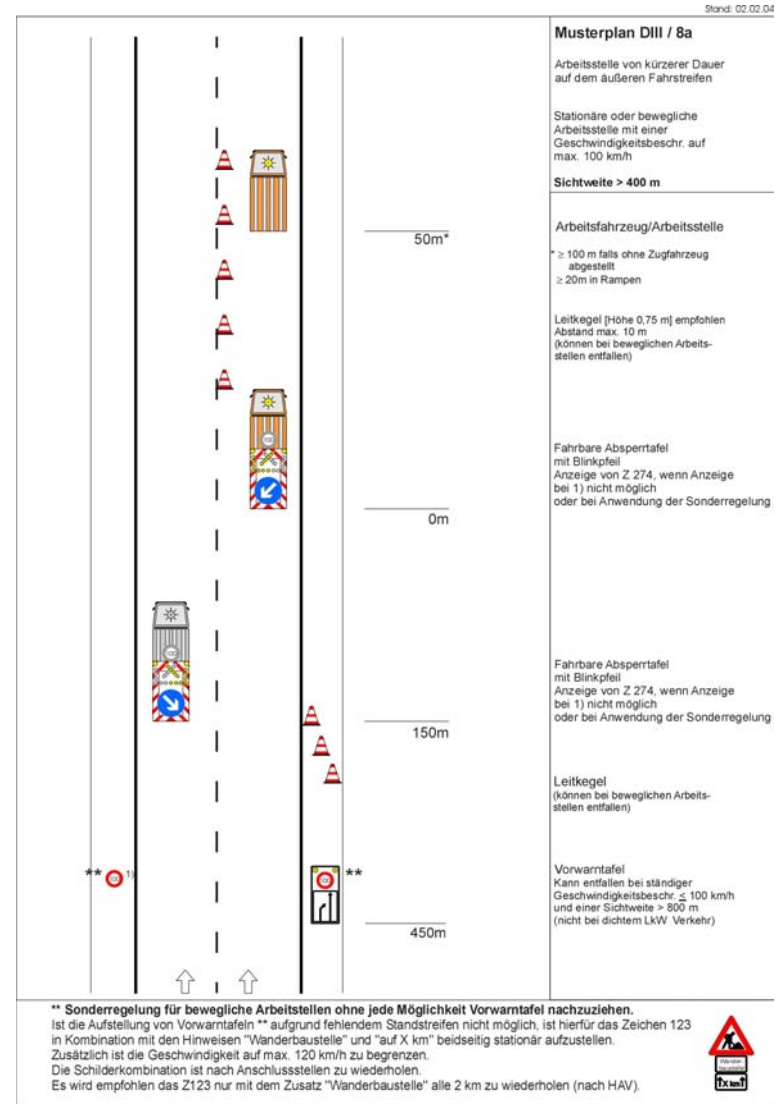 Stand: 02.02.04
Musterplan DIII / 8a
Arbeitsstelle von kürzerer Dauer
auf dem äußeren Fahrstreifen
Stationäre oder bewegliche
Arbeitsstelle mit einer
Geschwindigkeitsbeschr. auf
max. 100 km/h
Sichtweite > 400 m
50m*
Arbeitsfahrzeug/Arbeitsstelle
* ≥ 100 m falls ohne Zugfahrzeug
abgestellt
≥ 20m in Rampen
Leitkegel [Höhe 0,75 m] empfohlen
Abstand max. 10 m
(können bei beweglichen Arbeits-
stellen entfallen)
100
Fahrbare Absperrtafel
mit Blinkpfeil
Anzeige von Z 274, wenn Anzeige
bei 1) nicht möglich
oder bei Anwendung der Sonderregelung
0m
100
Fahrbare Absperrtafel
mit Blinkpfeil
Anzeige von Z 274, wenn Anzeige
bei 1) nicht möglich
oder bei Anwendung der Sonderregelung
150m
Leitkegel
(können bei beweglichen Arbeits-
stellen entfallen)
** 100 1)
100 **
Vorwarntafel
Kann entfallen bei ständiger
Geschwindigkeitsbeschr. ≤ 100 km/h
und einer Sichtweite > 800 m
(nicht bei dichtem LkW Verkehr)
450m
** Sonderregelung für bewegliche Arbeitstellen ohne jede Möglichkeit Vorwarntafel nachzuziehen.
Ist die Aufstellung von Vorwarntafeln ** aufgrund fehlendem Standstreifen nicht möglich, ist hierfür das Zeichen 123
in Kombination mit den Hinweisen "Wanderbaustelle" und "auf X km" beidseitig stationär aufzustellen.
Zusätzlich ist die Geschwindigkeit auf max. 120 km/h zu begrenzen.
Die Schilderkombination ist nach Anschlussstellen zu wiederholen.
Es wird empfohlen das Z123 nur mit dem Zusatz "Wanderbaustelle" alle 2 km zu wiederholen (nach HAV).
Wander-
baustelle
X km